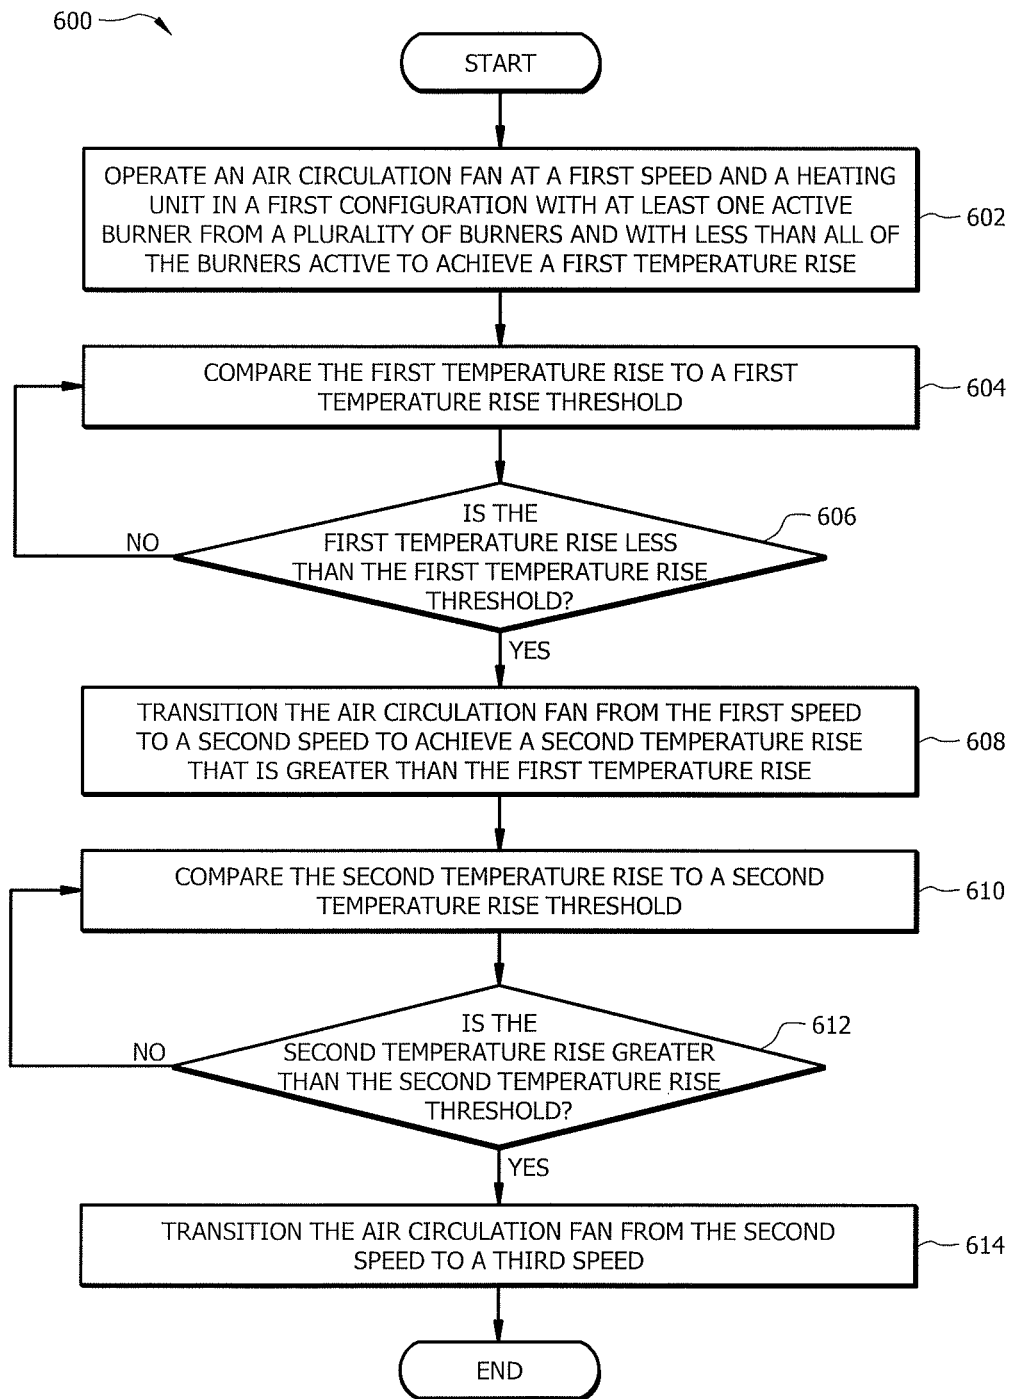 600
START
OPERATE AN AIR CIRCULATION FAN AT A FIRST SPEED AND A HEATING
UNIT IN A FIRST CONFIGURATION WITH AT LEAST ONE ACTIVE
BURNER FROM A PLURALITY OF BURNERS AND WITH LESS THAN ALL OF
THE BURNERS ACTIVE TO ACHIEVE A FIRST TEMPERATURE RISE
602
COMPARE THE FIRST TEMPERATURE RISE TO A FIRST
TEMPERATURE RISE THRESHOLD
604
IS THE
FIRST TEMPERATURE RISE LESS
THAN THE FIRST TEMPERATURE RISE
THRESHOLD?
606
NO
YES
TRANSITION THE AIR CIRCULATION FAN FROM THE FIRST SPEED
TO A SECOND SPEED TO ACHIEVE A SECOND TEMPERATURE RISE
THAT IS GREATER THAN THE FIRST TEMPERATURE RISE
608
COMPARE THE SECOND TEMPERATURE RISE TO A SECOND
TEMPERATURE RISE THRESHOLD
610
IS THE
SECOND TEMPERATURE RISE GREATER
THAN THE SECOND TEMPERATURE RISE
THRESHOLD?
612
NO
YES
TRANSITION THE AIR CIRCULATION FAN FROM THE SECOND
SPEED TO A THIRD SPEED
614
END